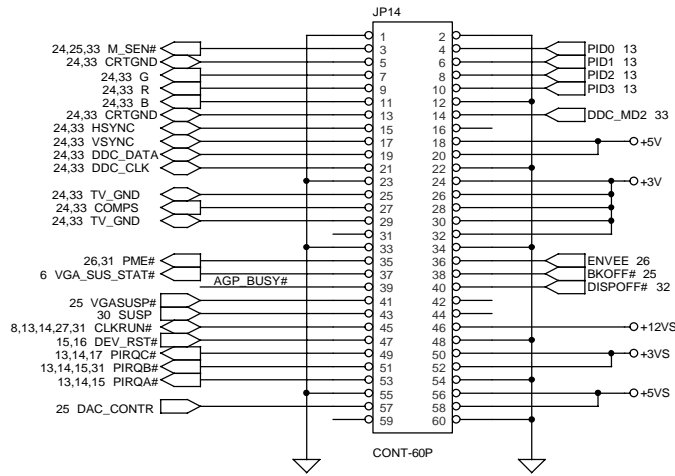 JP14
1 2
24,25,33 M_SEN# 3 4 PID0 13
24,33 CRTGND 5 6 PID1 13
24,33 G 7 8 PID2 13
24,33 R 9 10 PID3 13
24,33 B 11 12
24,33 CRTGND 13 14 DDC_MD2 33
24,33 HSYNC 15 16
24,33 VSYNC 17 18 +5V
24,33 DDC_DATA 19 20
24,33 DDC_CLK 21 22
23 24 +3V
24,33 TV_GND 25 26
24,33 COMPS 27 28
24,33 TV_GND 29 30
31 32
33 34
26,31 PME# 35 36 ENVEE 26
6 VGA_SUS_STAT# 37 38 BKOFF# 25
AGP_BUSY# 39 40 DISPOFF# 32
25 VGASUSP# 41 42
30 SUSP 43 44
8,13,14,27,31 CLKRUN# 45 46 +12VS
15,16 DEV_RST# 47 48
13,14,17 PIRQC# 49 50 +3VS
13,14,15,31 PIRQB# 51 52
13,14,15 PIRQA# 53 54
55 56 +5VS
25 DAC_CONTR 57 58
59 60
CONT-60P